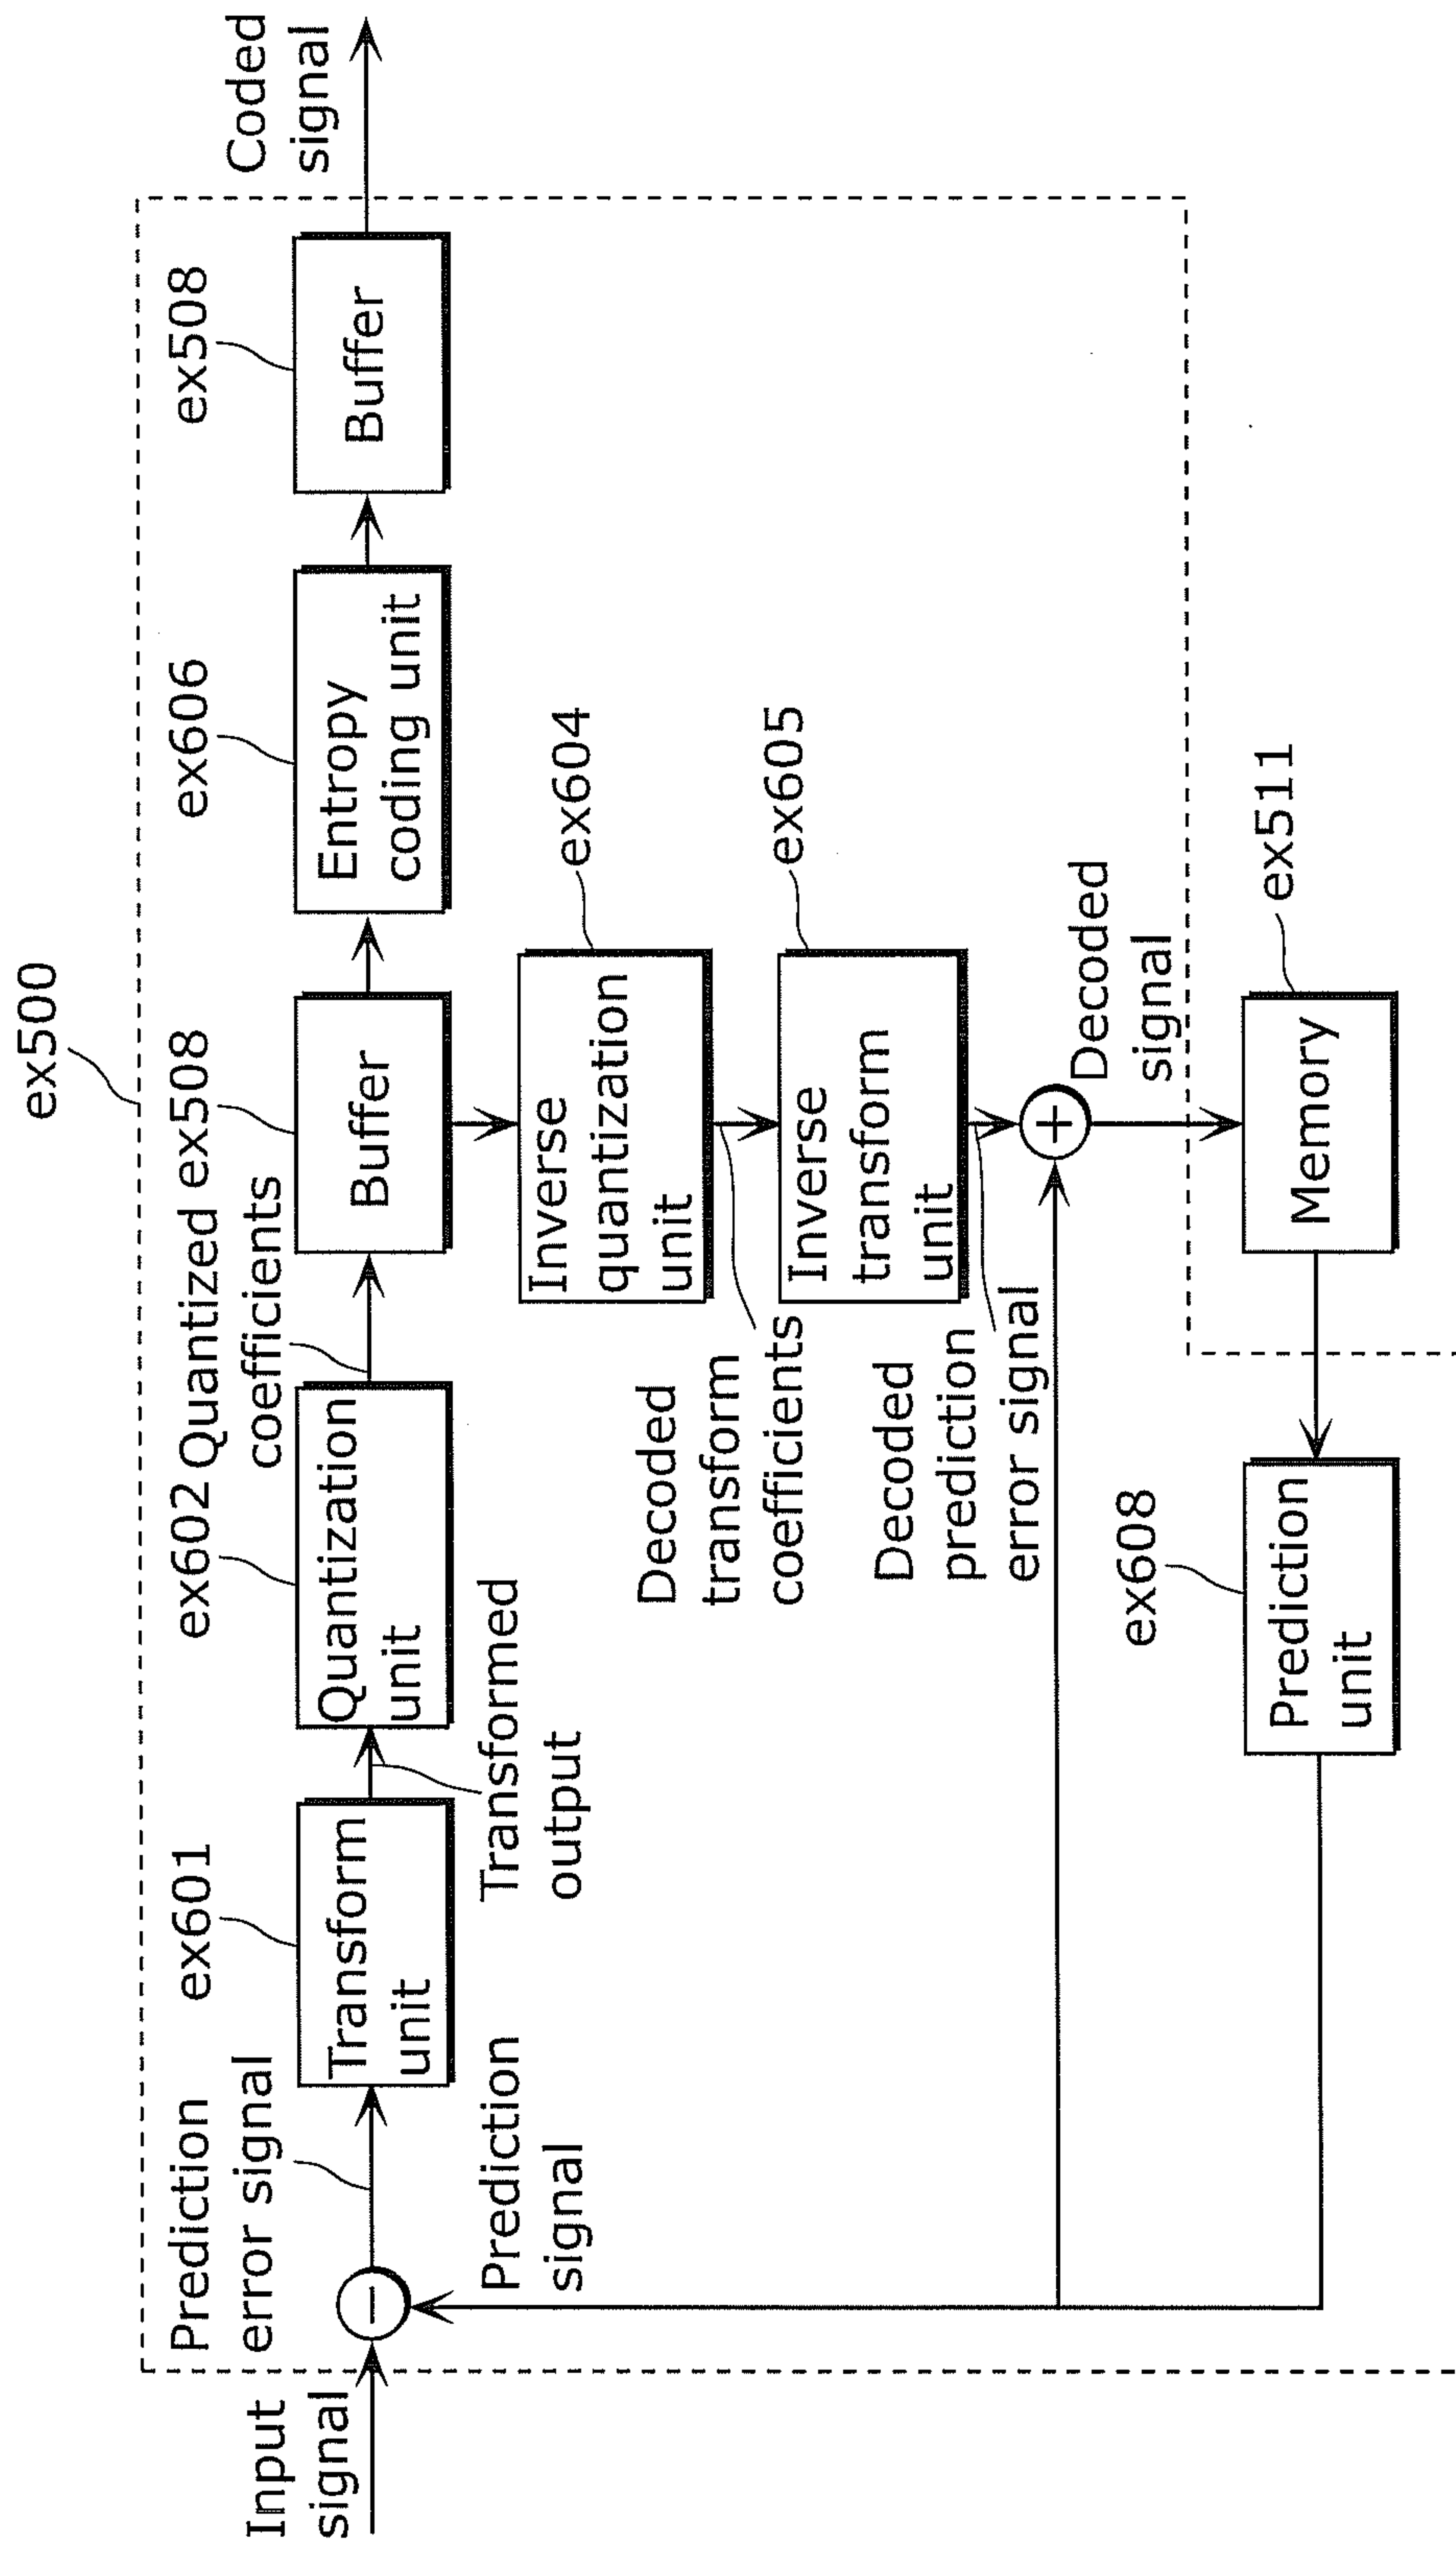 ex500
Input
signal
Prediction
error signal
ex601
Transform
unit
Transformed
output
ex602
Quantization
unit
Quantized
coefficients
ex508
Buffer
ex606
Entropy
coding unit
ex508
Buffer
Coded
signal
ex604
Inverse
quantization
unit
Decoded
transform
coefficients
ex605
Inverse
transform
unit
Decoded
prediction
error signal
Prediction
signal
+
−
Decoded
signal
ex511
Memory
ex608
Prediction
unit